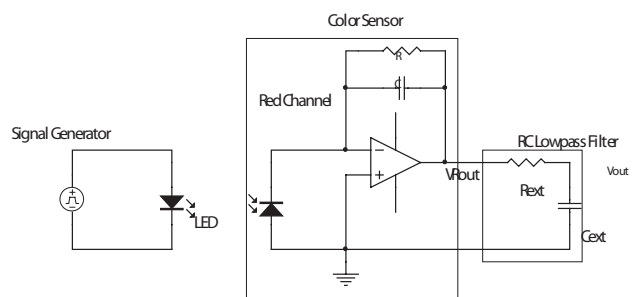 Color Sensor
R
C
Red Channel
Signal Generator
RC Lowpass Filter
VRout
Vout
Rext
LED
Cext